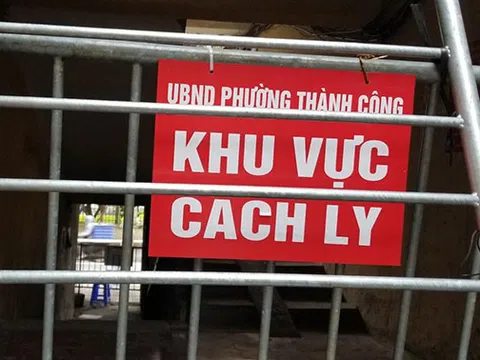 UBND PHƯỜNG THÀNH CÔNG
KHU VỰC
CACH LY